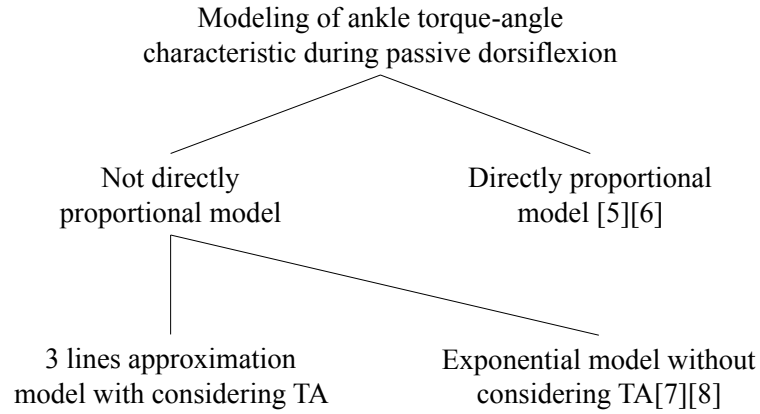 Modeling of ankle torque-angle
characteristic during passive dorsiflexion
Not directly
proportional model
Directly proportional
model [5][6]
3 lines approximation
model with considering TA
Exponential model without
considering TA[7][8]